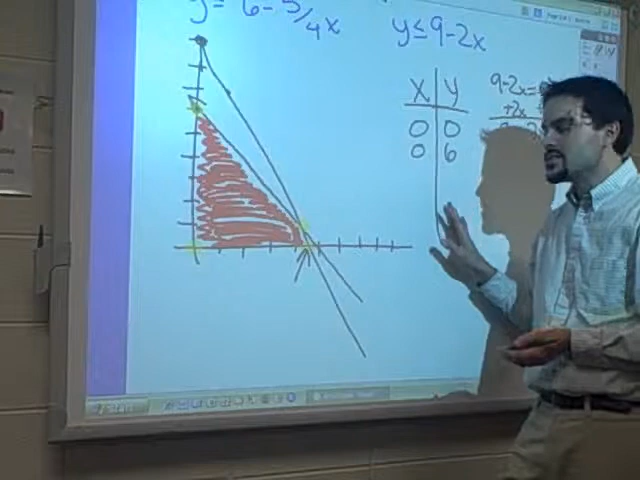 y = 6 - 5/4x
y ≤ 9 - 2x
X Y
0 0
0 6
9-2x=
+2x